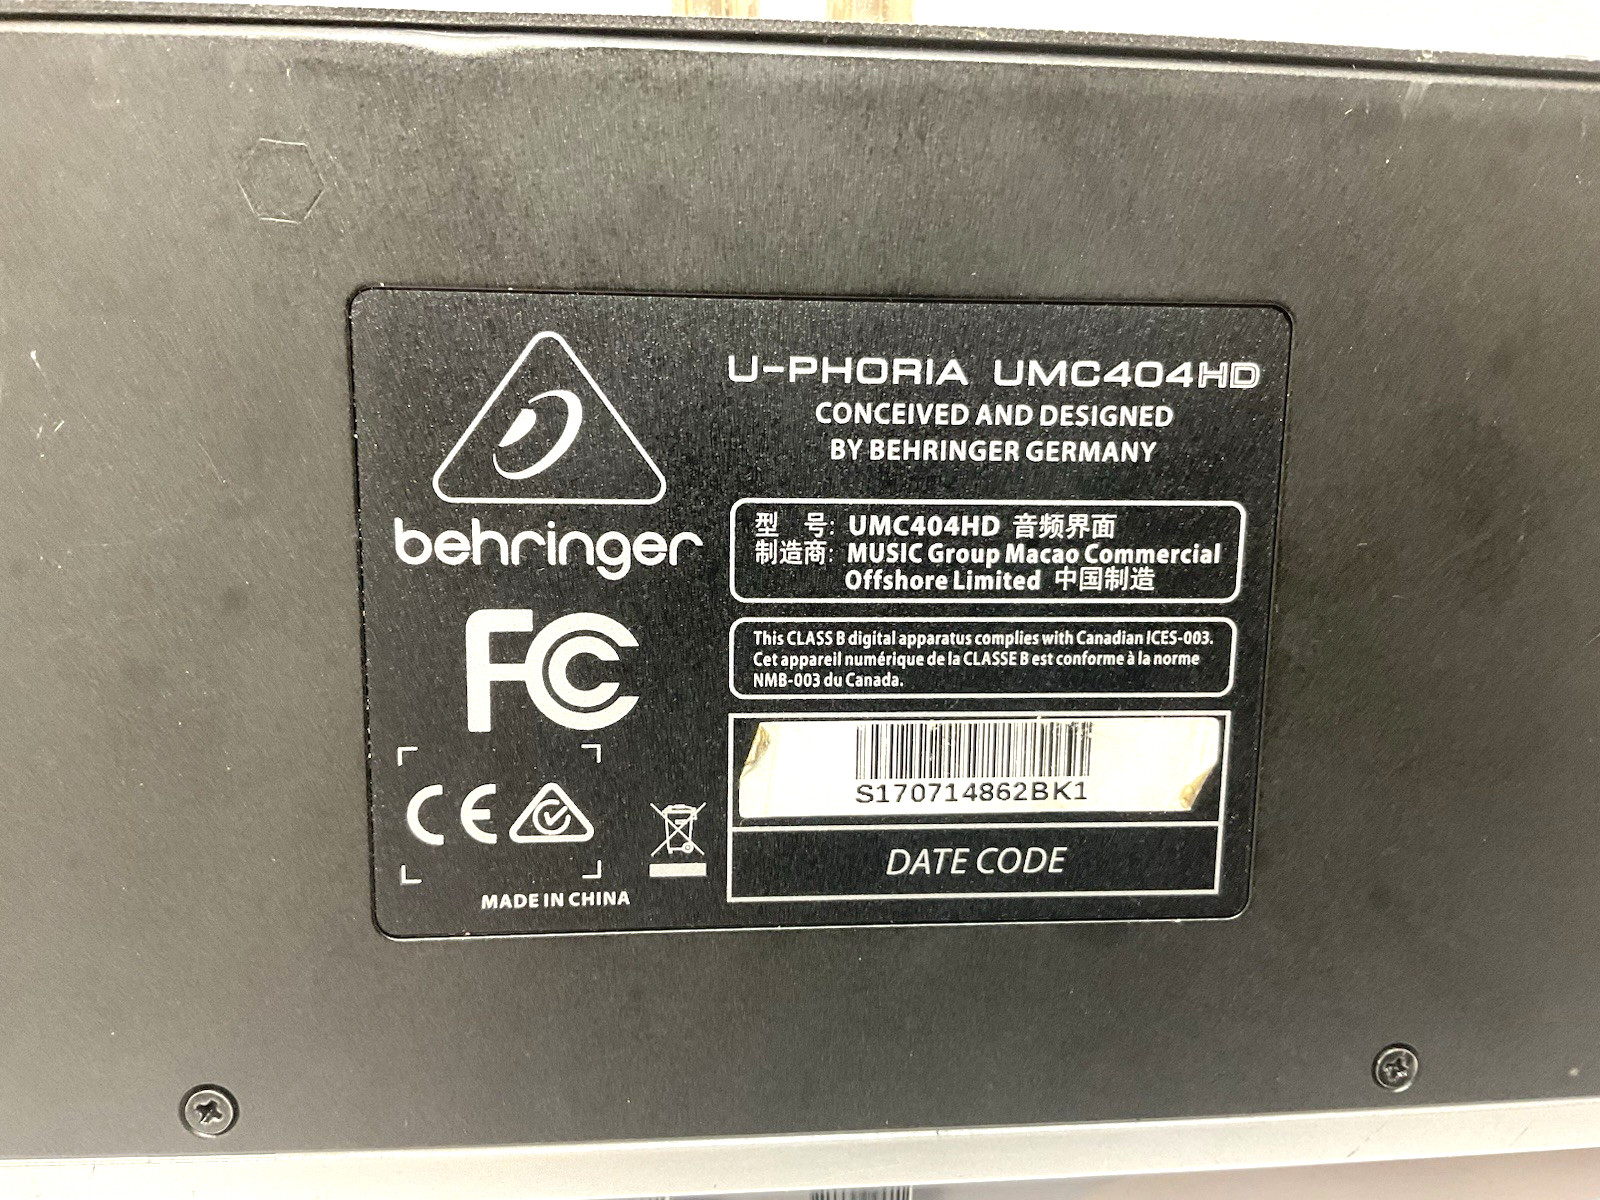 behringer
FC
CE
MADE IN CHINA
U-PHORIA UMC404HD
CONCEIVED AND DESIGNED
BY BEHRINGER GERMANY
型 号: UMC404HD 音频界面
制造商: MUSIC Group Macao Commercial
Offshore Limited 中国制造
This CLASS B digital apparatus complies with Canadian ICES-003.
Cet appareil numérique de la CLASSE B est conforme à la norme
NMB-003 du Canada.
S170714862BK1
DATE CODE